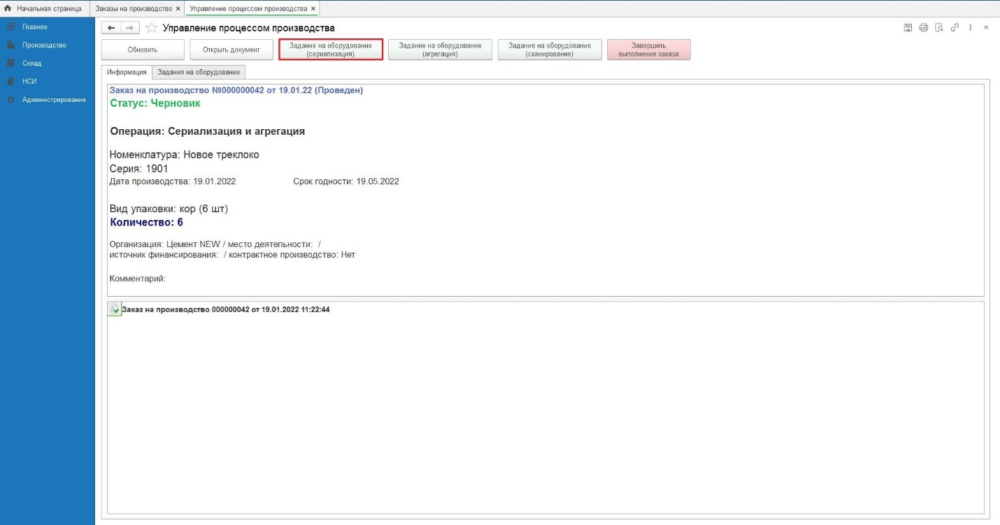 Начальная страница
Заказы на производство ×
Управление процессом производства ×
Главное
Производство
Склад
НСИ
Администрирование
Управление процессом производства
Обновить
Открыть документ
Задание на оборудование
(сериализация)
Задание на оборудование
(агрегация)
Задание на оборудование
(сканирование)
Завершить
выполнение заказа
Информация
Задания на оборудование
Заказ на производство №000000042 от 19.01.22 (Проведен)
Статус: Черновик
Операция: Сериализация и агрегация
Номенклатура: Новое треклоко
Серия: 1901
Дата производства: 19.01.2022 Срок годности: 19.05.2022
Вид упаковки: кор (6 шт)
Количество: 6
Организация: Цемент NEW / место деятельности: /
источник финансирования: / контрактное производство: Нет
Комментарий:
Заказ на производство 000000042 от 19.01.2022 11:22:44